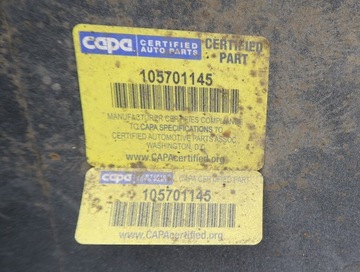 capa CERTIFIED AUTO PARTS CERTIFIED PART
105701145
MANUFACTURER CERTIFIES COMPLIANCE
TO CAPA SPECIFICATIONS TO
CERTIFIED AUTOMOTIVE PARTS ASSOC.
WASHINGTON, D.C.
www.CAPAcertified.org
capa CAPA CERTIFIED PART
105701145
www.CAPAcertified.org